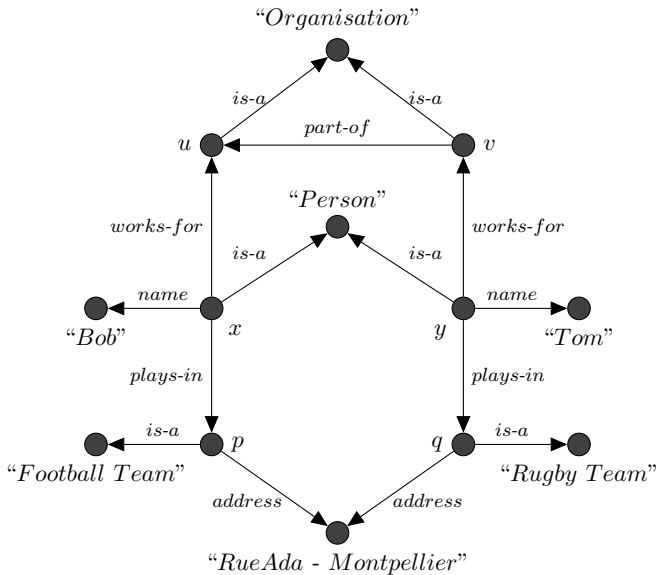 “Organisation”
is-a is-a
part-of
u v
“Person”
works-for works-for
is-a is-a
name name
“Bob” x y “Tom”
plays-in plays-in
is-a p q is-a
“Football Team” “Rugby Team”
address address
“RueAda - Montpellier”